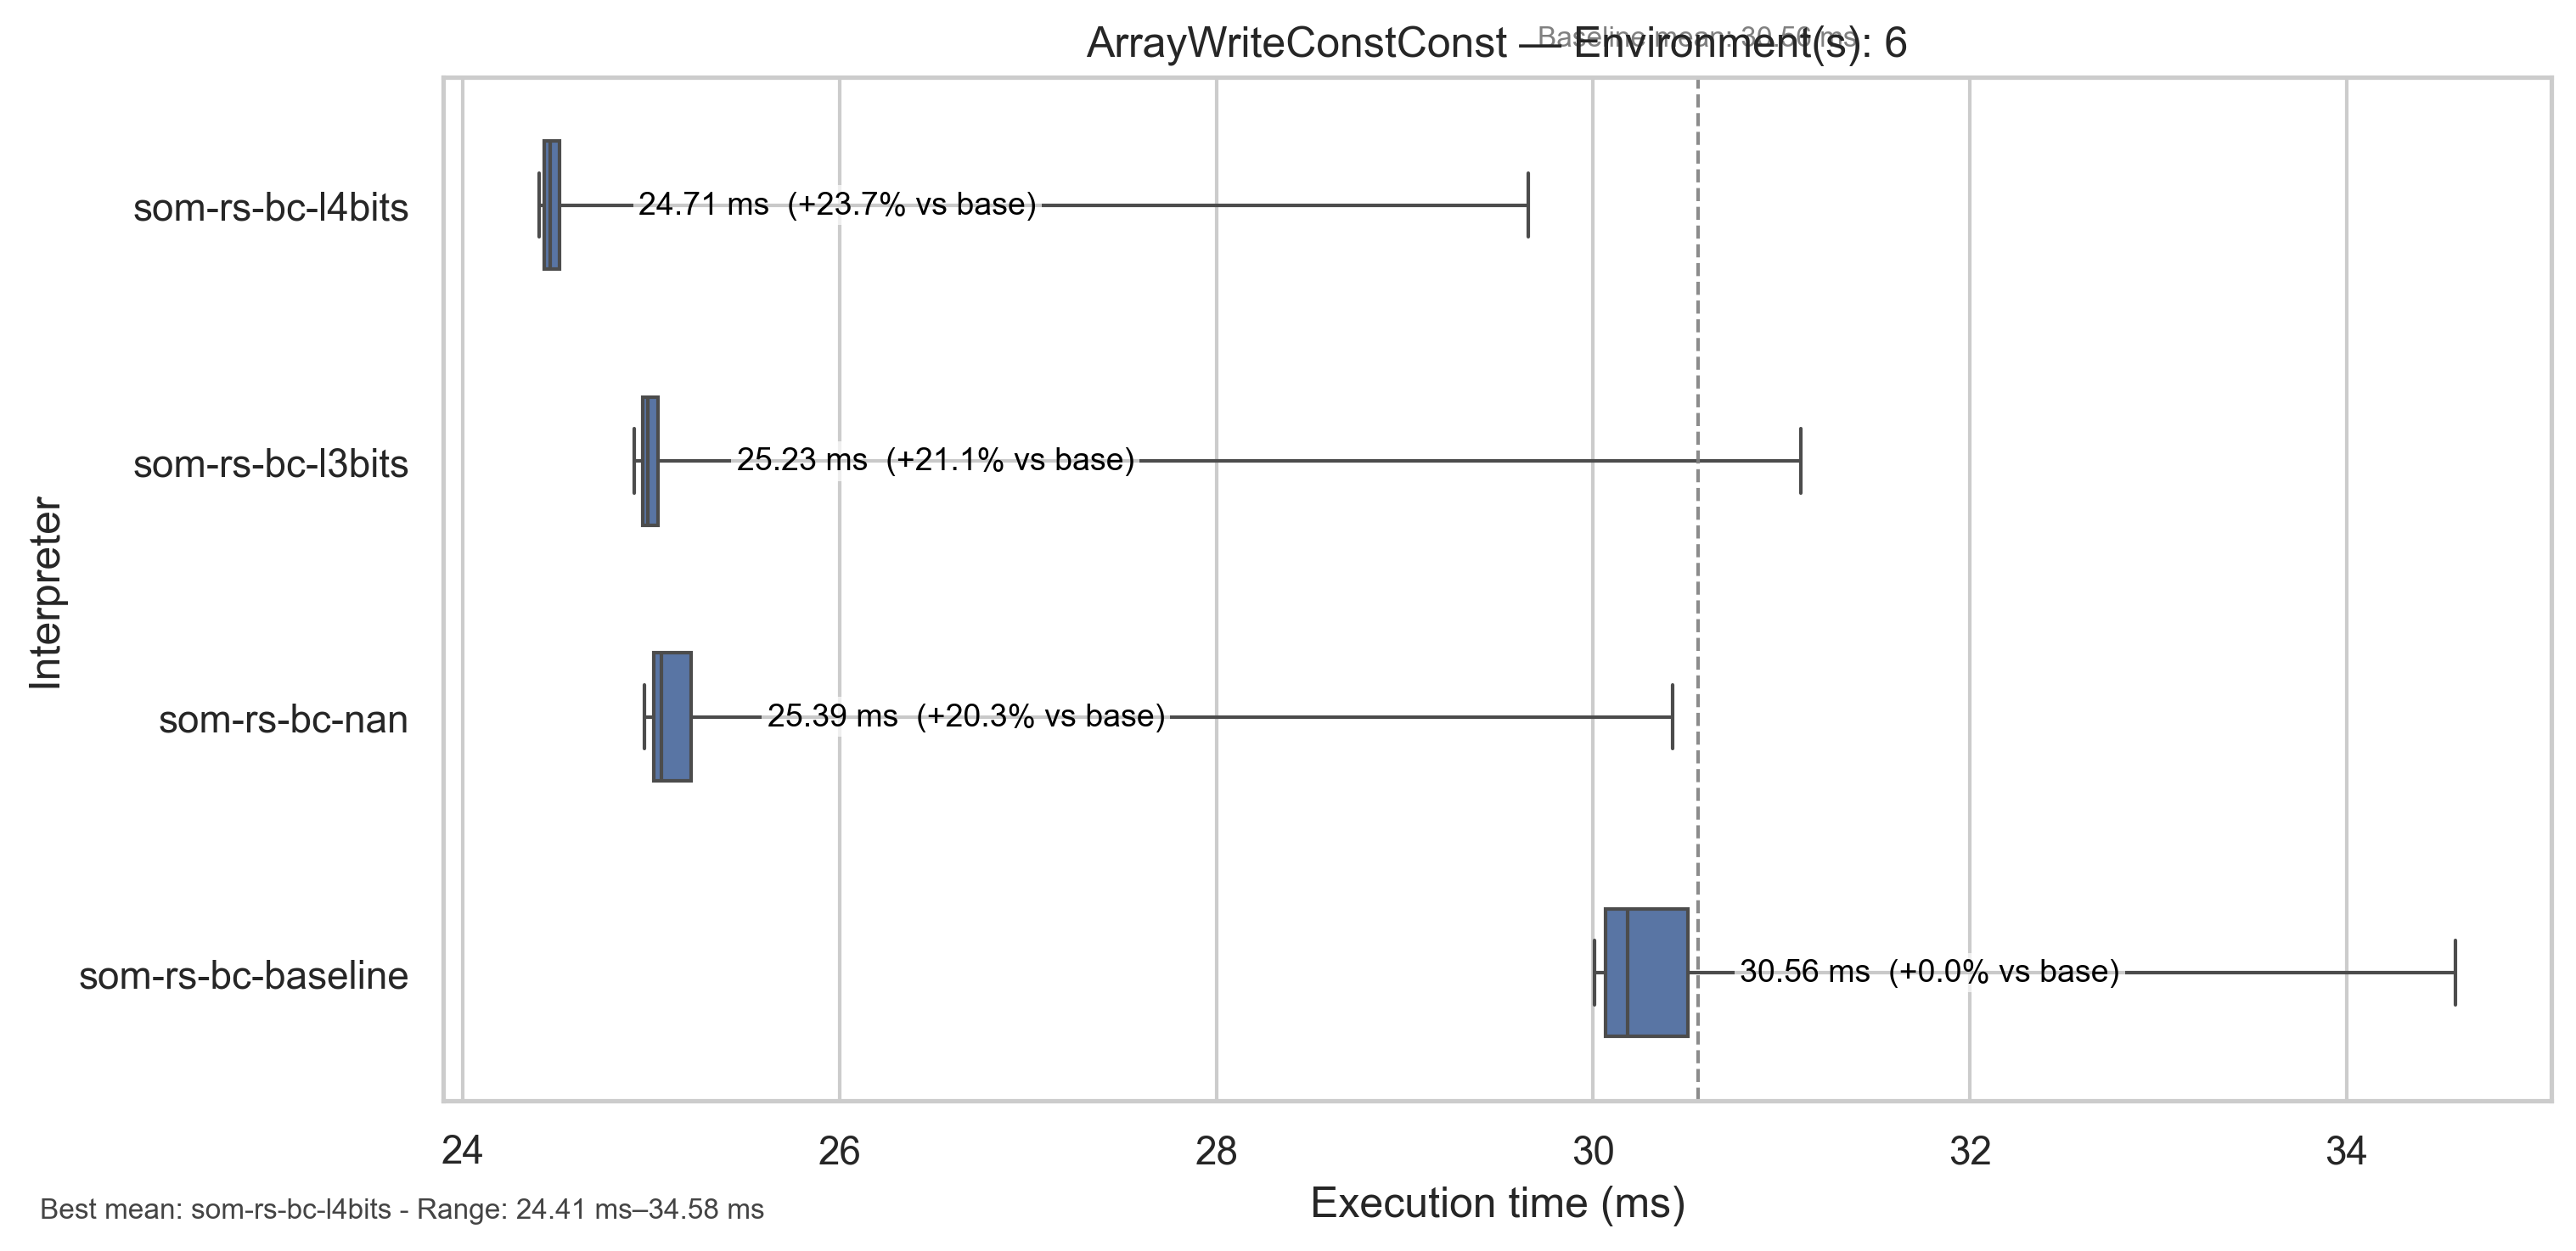 Baseline mean: 30.56 ms
ArrayWriteConstConst — Environment(s): 6
som-rs-bc-l4bits
24.71 ms (+23.7% vs base)
som-rs-bc-l3bits
25.23 ms (+21.1% vs base)
som-rs-bc-nan
25.39 ms (+20.3% vs base)
som-rs-bc-baseline
30.56 ms (+0.0% vs base)
Interpreter
24 26 28 30 32 34
Execution time (ms)
Best mean: som-rs-bc-l4bits - Range: 24.41 ms–34.58 ms